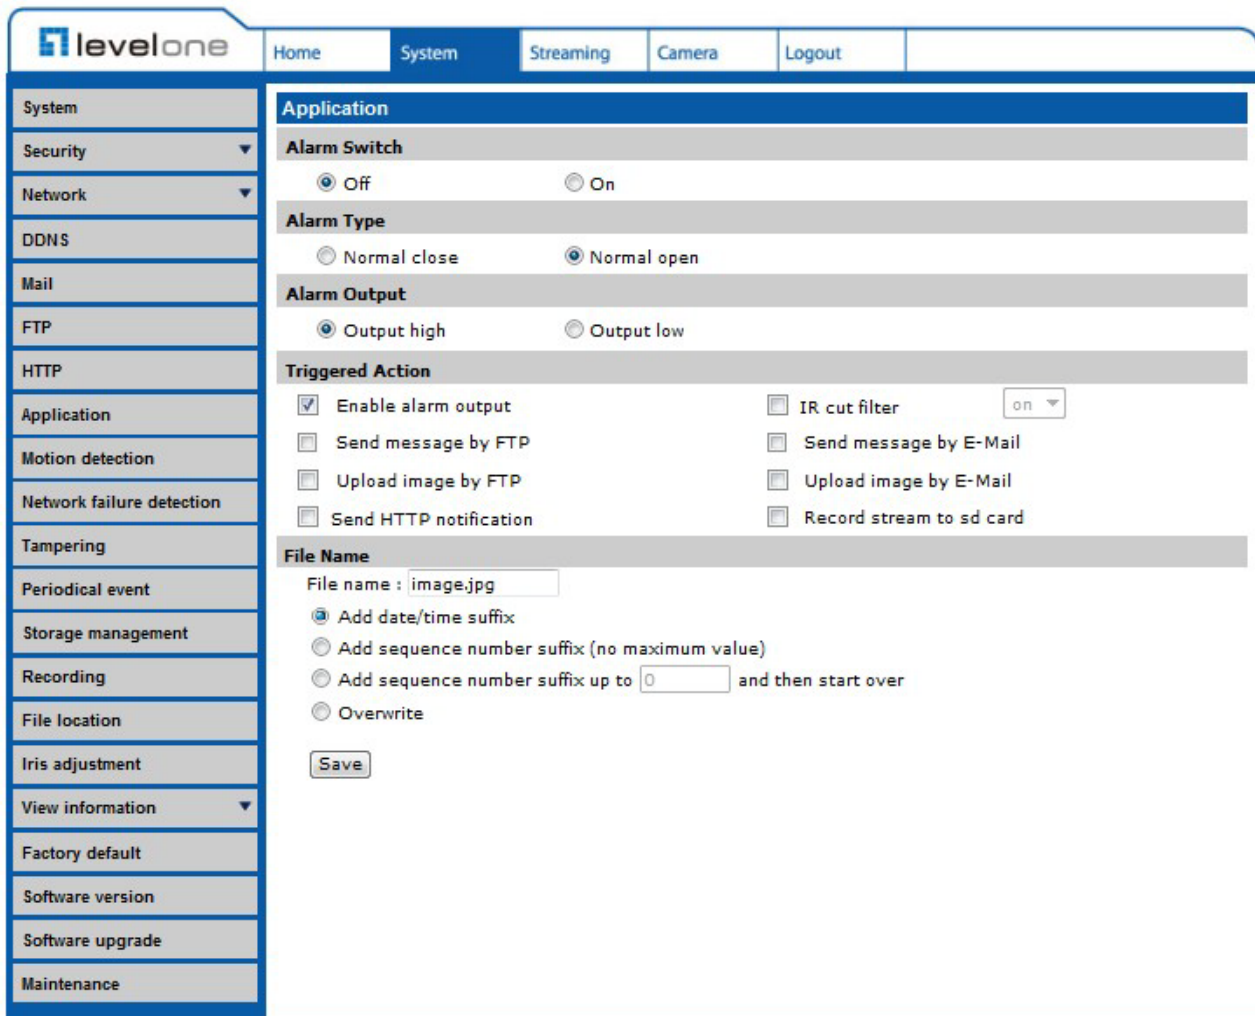 levelone
Home System Streaming Camera Logout
System
Security
Network
DDNS
Mail
FTP
HTTP
Application
Motion detection
Network failure detection
Tampering
Periodical event
Storage management
Recording
File location
Iris adjustment
View information
Factory default
Software version
Software upgrade
Maintenance
Application
Alarm Switch
Off On
Alarm Type
Normal close Normal open
Alarm Output
Output high Output low
Triggered Action
Enable alarm output IR cut filter on
Send message by FTP Send message by E-Mail
Upload image by FTP Upload image by E-Mail
Send HTTP notification Record stream to sd card
File Name
File name : image.jpg
Add date/time suffix
Add sequence number suffix (no maximum value)
Add sequence number suffix up to 0 and then start over
Overwrite
Save